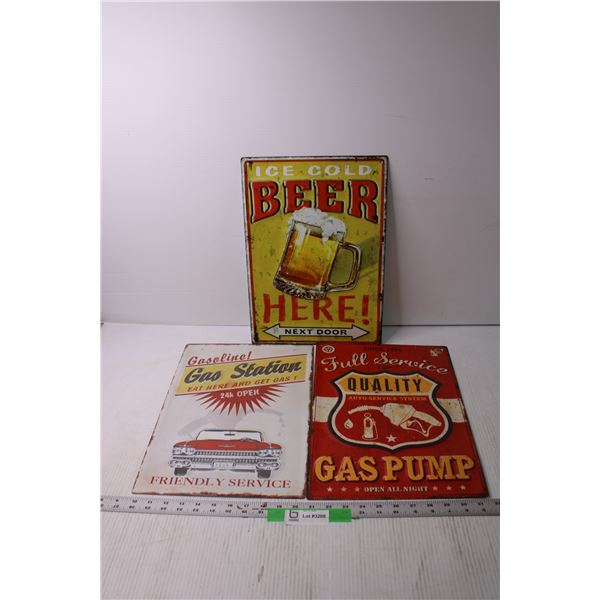 ICE COLD
BEER
HERE!
NEXT DOOR
Gasoline!
Gas Station
EAT HERE AND GET GAS!
24h OPEN
FRIENDLY SERVICE
Full Service
QUALITY
AUTO-SERVICE SYSTEM
GAS PUMP
OPEN ALL NIGHT
Lot #3288